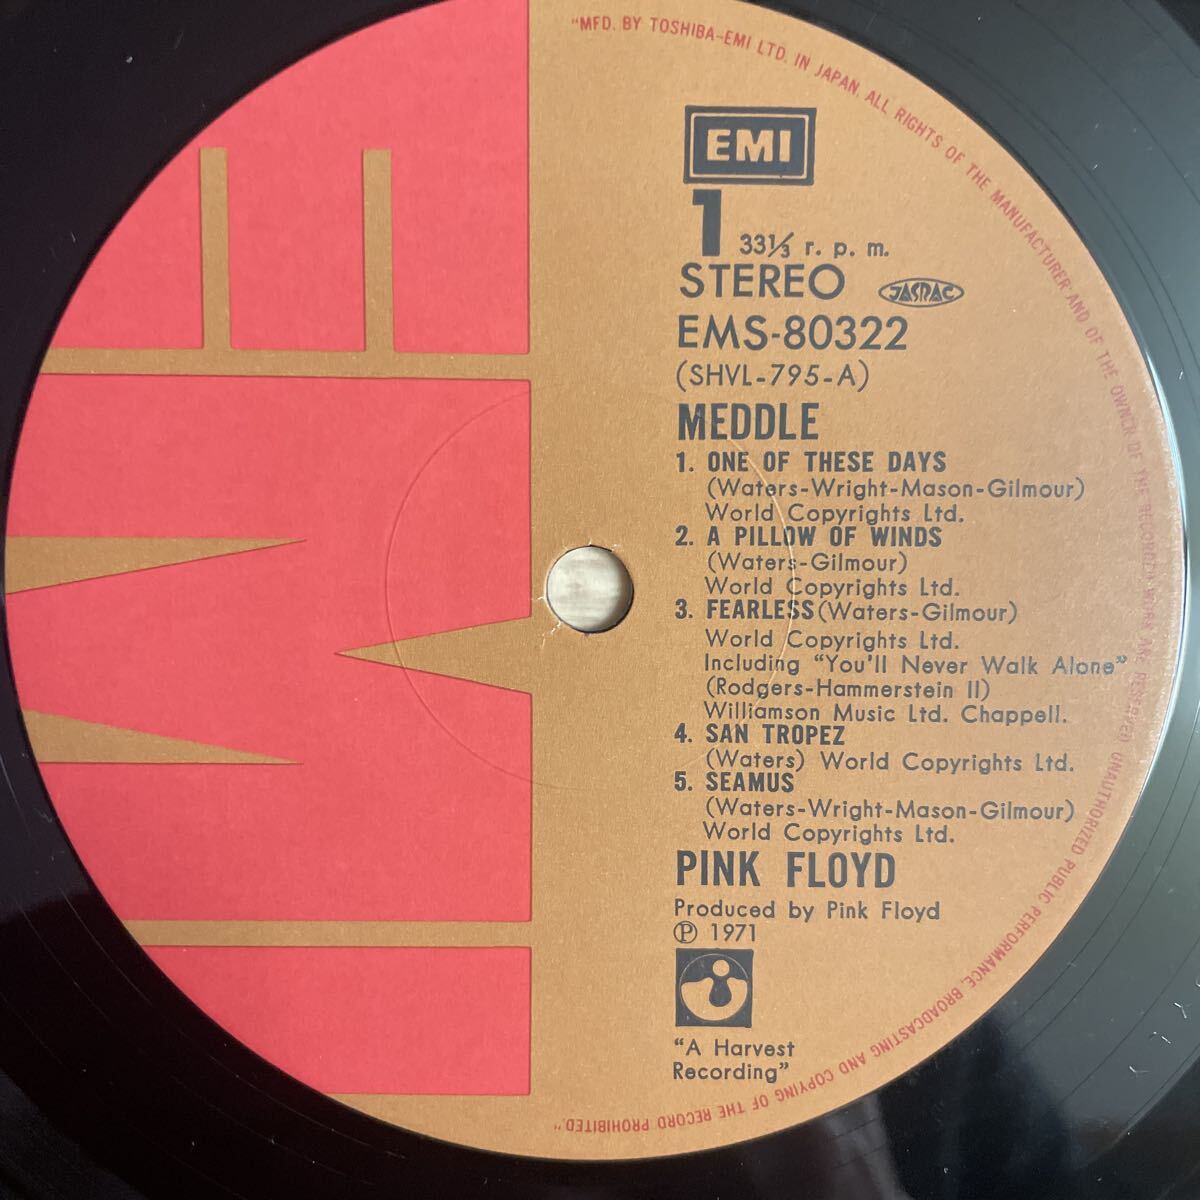 "MFD. BY TOSHIBA-EMI LTD. IN JAPAN. ALL RIGHTS OF THE MANUFACTURER AND OF THE OWNER OF THE RECORDED WORK ARE RESERVED UNAUTHORIZED PUBLIC PERFORMANCE, BROADCASTING AND COPYING OF THE RECORD PROHIBITED."
EMI
EMI
1 33⅓ r. p. m.
STEREO JASRAC
EMS-80322
(SHVL-795-A)
MEDDLE
1. ONE OF THESE DAYS
(Waters-Wright-Mason-Gilmour)
World Copyrights Ltd.
2. A PILLOW OF WINDS
(Waters-Gilmour)
World Copyrights Ltd.
3. FEARLESS (Waters-Gilmour)
World Copyrights Ltd.
Including "You'll Never Walk Alone"
(Rodgers-Hammerstein II)
Williamson Music Ltd. Chappell.
4. SAN TROPEZ
(Waters) World Copyrights Ltd.
5. SEAMUS
(Waters-Wright-Mason-Gilmour)
World Copyrights Ltd.
PINK FLOYD
Produced by Pink Floyd
℗ 1971
"A Harvest
Recording"